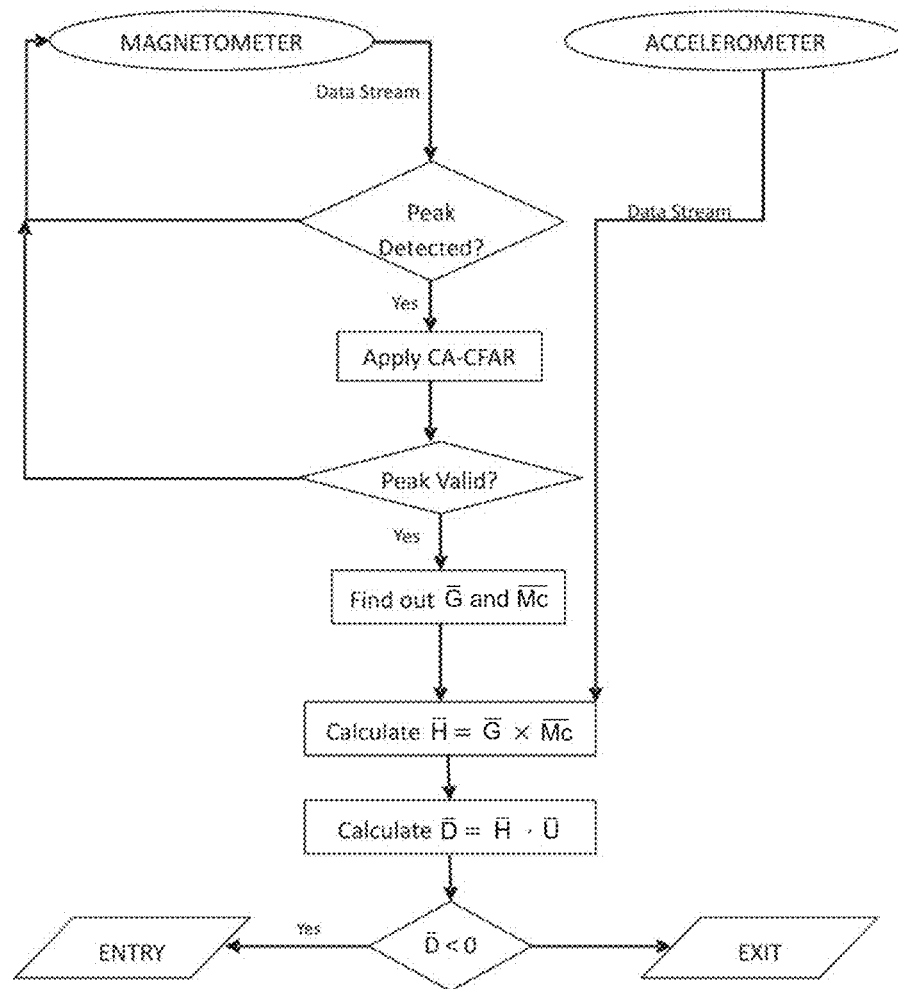 MAGNETOMETER
ACCELEROMETER
Data Stream
Data Stream
Peak
Detected?
Yes
Apply CA-CFAR
Peak Valid?
Yes
Find out G̅ and M̅c̅
Calculate H̅ = G̅ × M̅c̅
Calculate D̅ = H̅ · U̅
Yes
ENTRY
D̅ < 0
EXIT